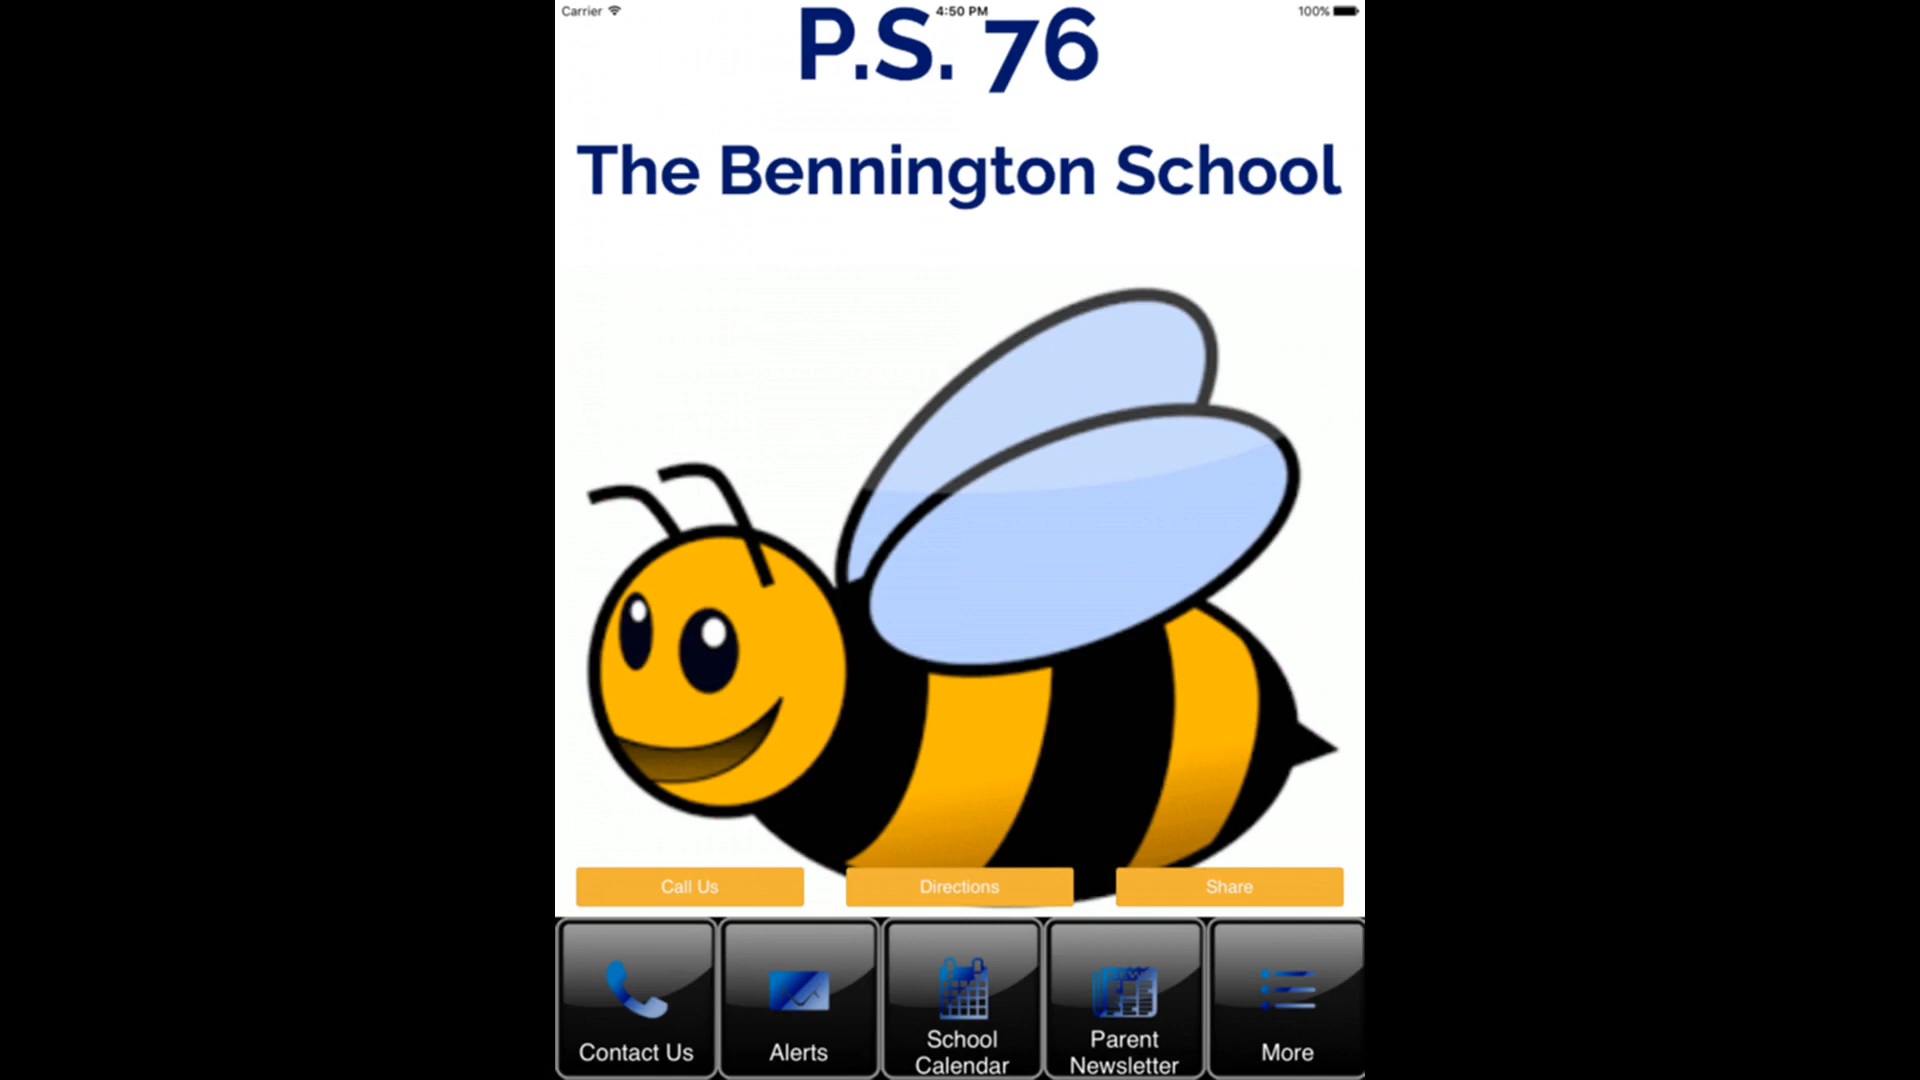 Carrier 4:50 PM 100%
P.S. 76
The Bennington School
Call Us
Directions
Share
Contact Us
Alerts
School
Calendar
NEWS
Parent
Newsletter
More